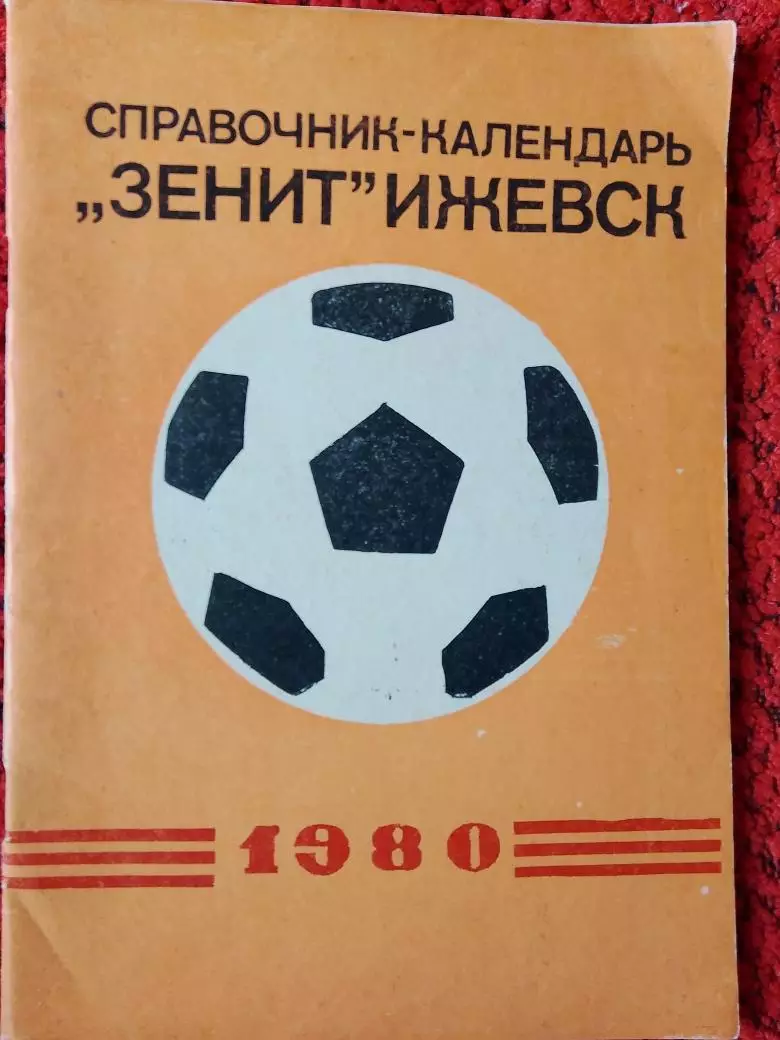 СПРАВОЧНИК-КАЛЕНДАРЬ
„ЗЕНИТ” ИЖЕВСК
1980